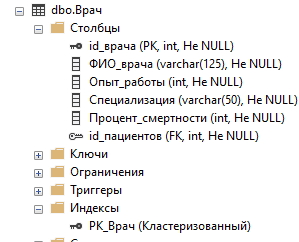 dbo.Врач
Столбцы
id_врача (PK, int, Не NULL)
ФИО_врача (varchar(125), Не NULL)
Опыт_работы (int, Не NULL)
Специализация (varchar(50), Не NULL)
Процент_смертности (int, Не NULL)
id_пациентов (FK, int, Не NULL)
Ключи
Ограничения
Триггеры
Индексы
PK_Врач (Кластеризованный)